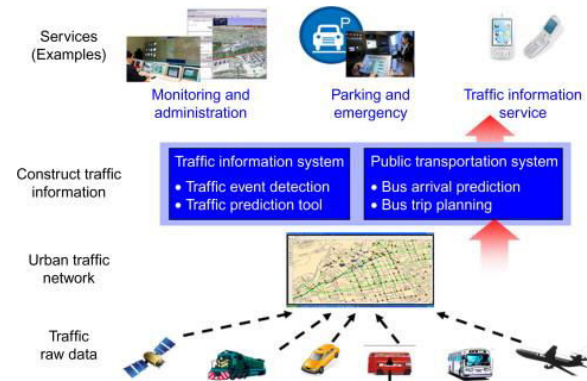 Services
(Examples)
P
Monitoring and
administration
Parking and
emergency
Traffic information
service
Construct traffic
information
Traffic information system
• Traffic event detection
• Traffic prediction tool
Public transportation system
• Bus arrival prediction
• Bus trip planning
Urban traffic
network
Traffic
raw data